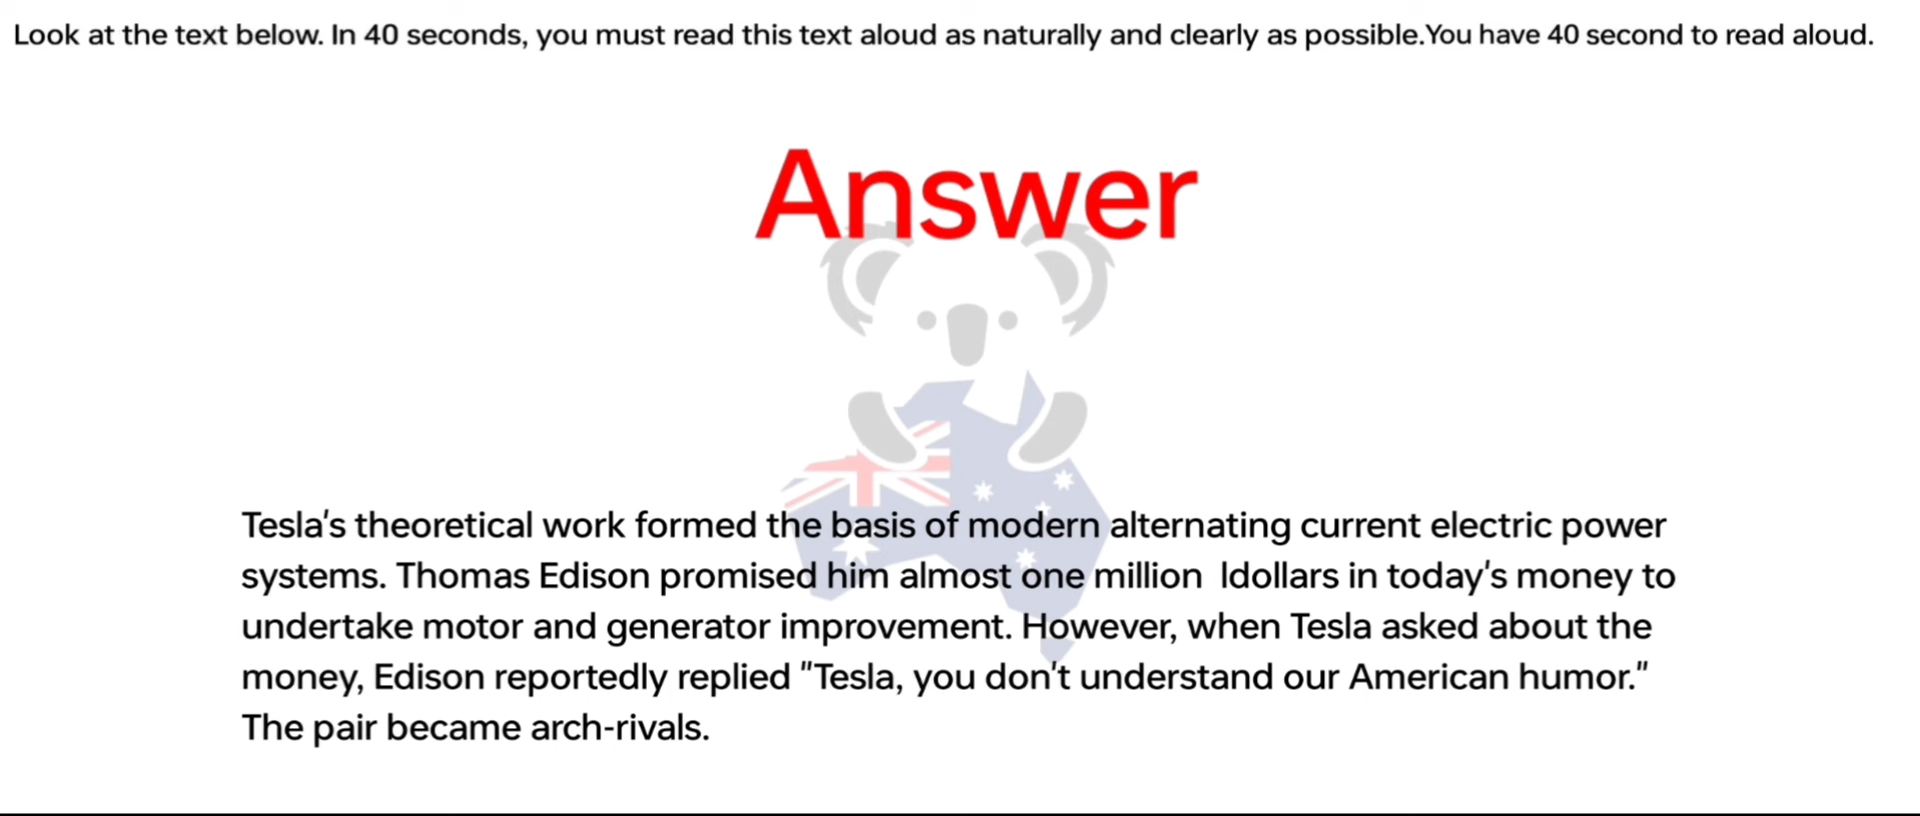 Look at the text below. In 40 seconds, you must read this text aloud as naturally and clearly as possible.You have 40 second to read aloud.
Answer
Tesla's theoretical work formed the basis of modern alternating current electric power
systems. Thomas Edison promised him almost one million ldollars in today's money to
undertake motor and generator improvement. However, when Tesla asked about the
money, Edison reportedly replied "Tesla, you don't understand our American humor."
The pair became arch-rivals.